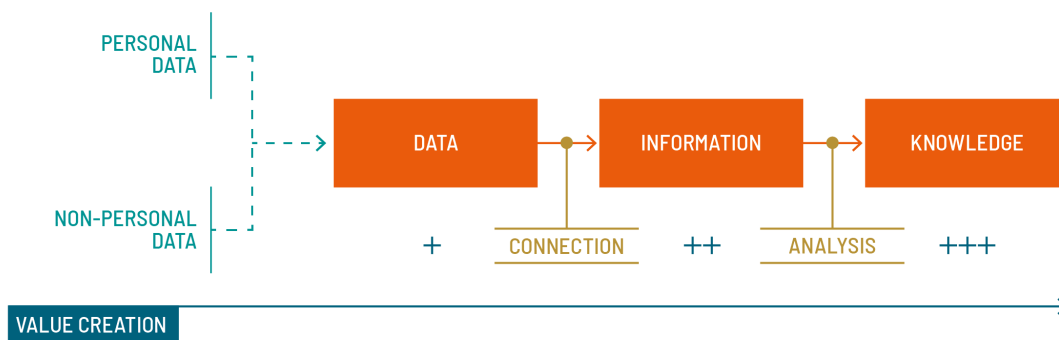 PERSONAL
DATA
NON-PERSONAL
DATA
DATA
INFORMATION
KNOWLEDGE
+
CONNECTION
++
ANALYSIS
+++
VALUE CREATION